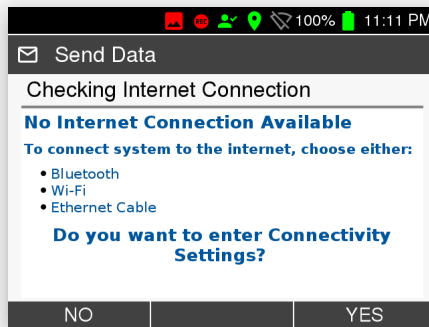 REC 100% 11:11 PM
Send Data
Checking Internet Connection
No Internet Connection Available
To connect system to the internet, choose either:
• Bluetooth
• Wi-Fi
• Ethernet Cable
Do you want to enter Connectivity
Settings?
NO YES